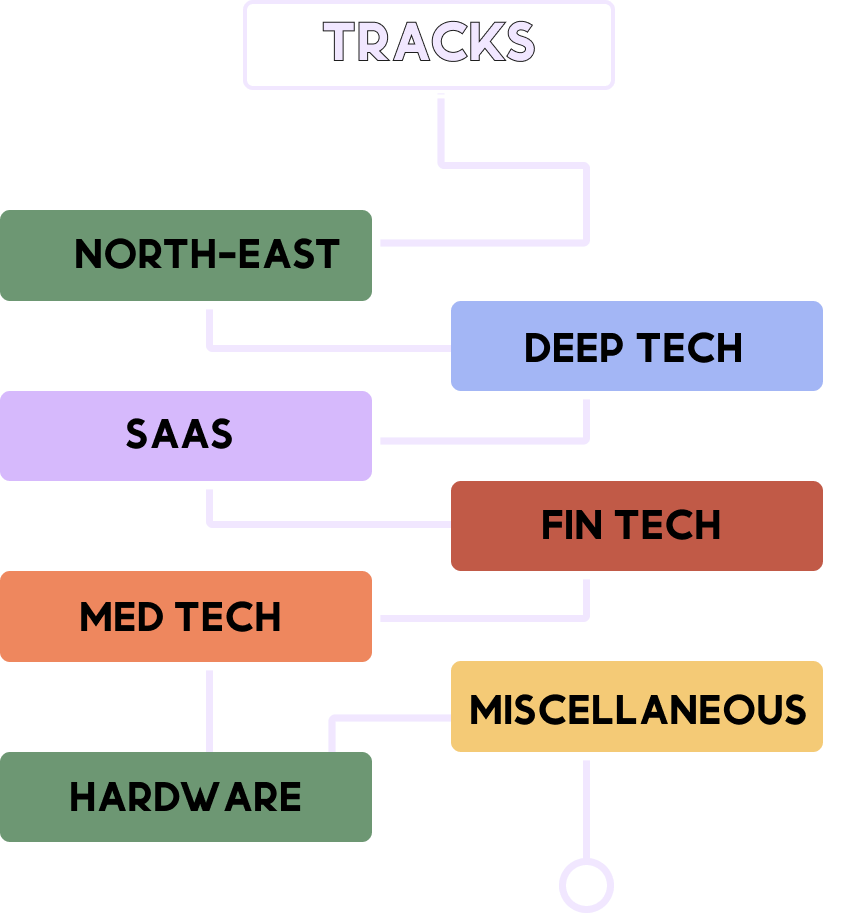 TRACKS
NORTH-EAST
DEEP TECH
SAAS
FIN TECH
MED TECH
MISCELLANEOUS
HARDWARE